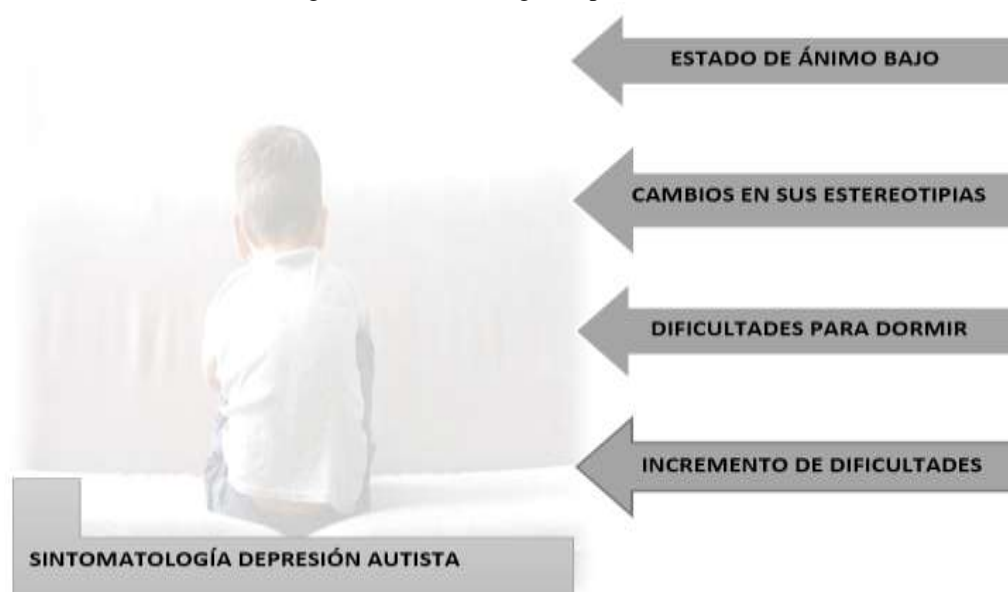 ESTADO DE ÁNIMO BAJO
CAMBIOS EN SUS ESTEREOTIPIAS
DIFICULTADES PARA DORMIR
INCREMENTO DE DIFICULTADES
SINTOMATOLOGÍA DEPRESIÓN AUTISTA